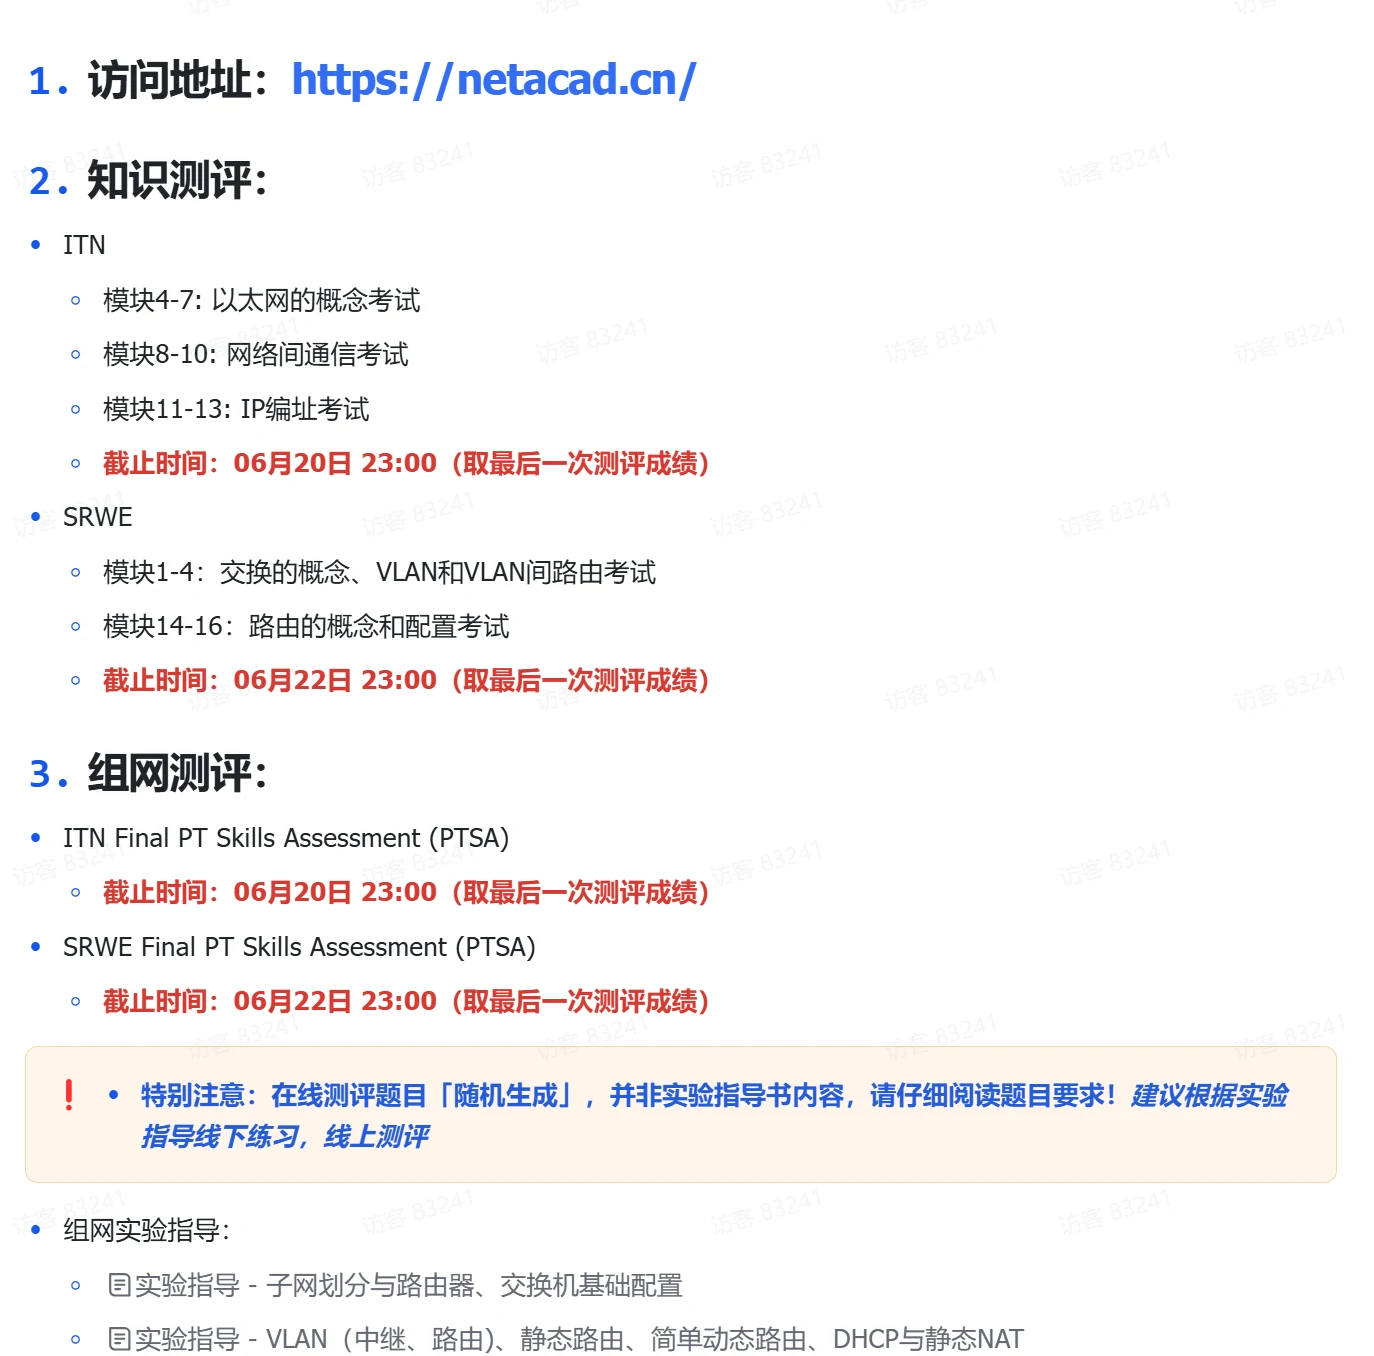 1. 访问地址：https://netacad.cn/
2. 知识测评：
ITN
模块4-7: 以太网的概念考试
模块8-10: 网络间通信考试
模块11-13: IP编址考试
截止时间：06月20日 23:00（取最后一次测评成绩）
SRWE
模块1-4：交换的概念、VLAN和VLAN间路由考试
模块14-16：路由的概念和配置考试
截止时间：06月22日 23:00（取最后一次测评成绩）
3. 组网测评：
ITN Final PT Skills Assessment (PTSA)
截止时间：06月20日 23:00（取最后一次测评成绩）
SRWE Final PT Skills Assessment (PTSA)
截止时间：06月22日 23:00（取最后一次测评成绩）
特别注意：在线测评题目「随机生成」，并非实验指导书内容，请仔细阅读题目要求！建议根据实验
指导线下练习，线上测评
组网实验指导：
实验指导 - 子网划分与路由器、交换机基础配置
实验指导 - VLAN（中继、路由)、静态路由、简单动态路由、DHCP与静态NAT
访客 83241